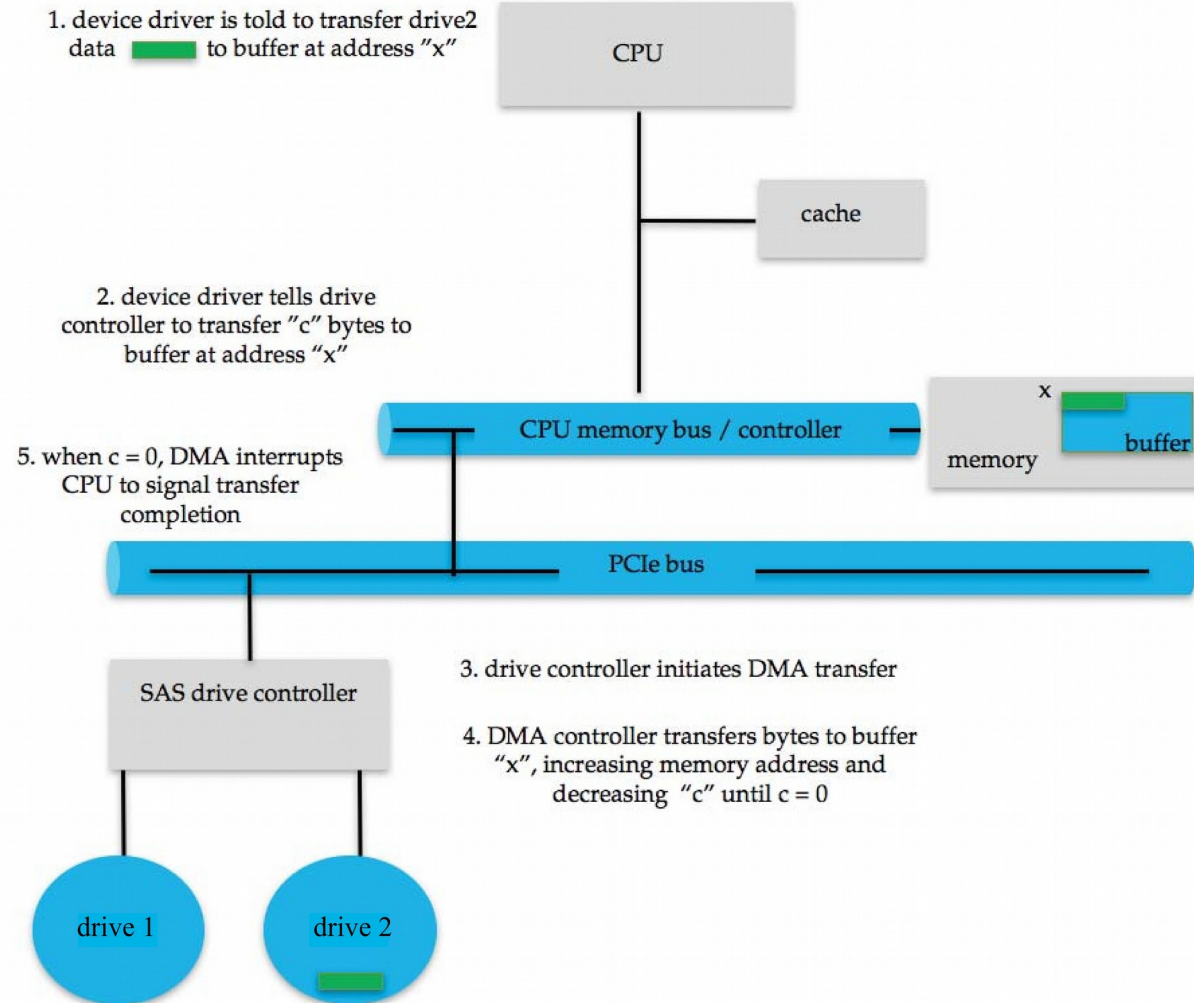 1. device driver is told to transfer drive2
data to buffer at address "x"
CPU
cache
2. device driver tells drive
controller to transfer "c" bytes to
buffer at address "x"
x
CPU memory bus / controller
buffer
memory
5. when c = 0, DMA interrupts
CPU to signal transfer
completion
PCIe bus
3. drive controller initiates DMA transfer
SAS drive controller
4. DMA controller transfers bytes to buffer
"x", increasing memory address and
decreasing "c" until c = 0
drive 1
drive 2